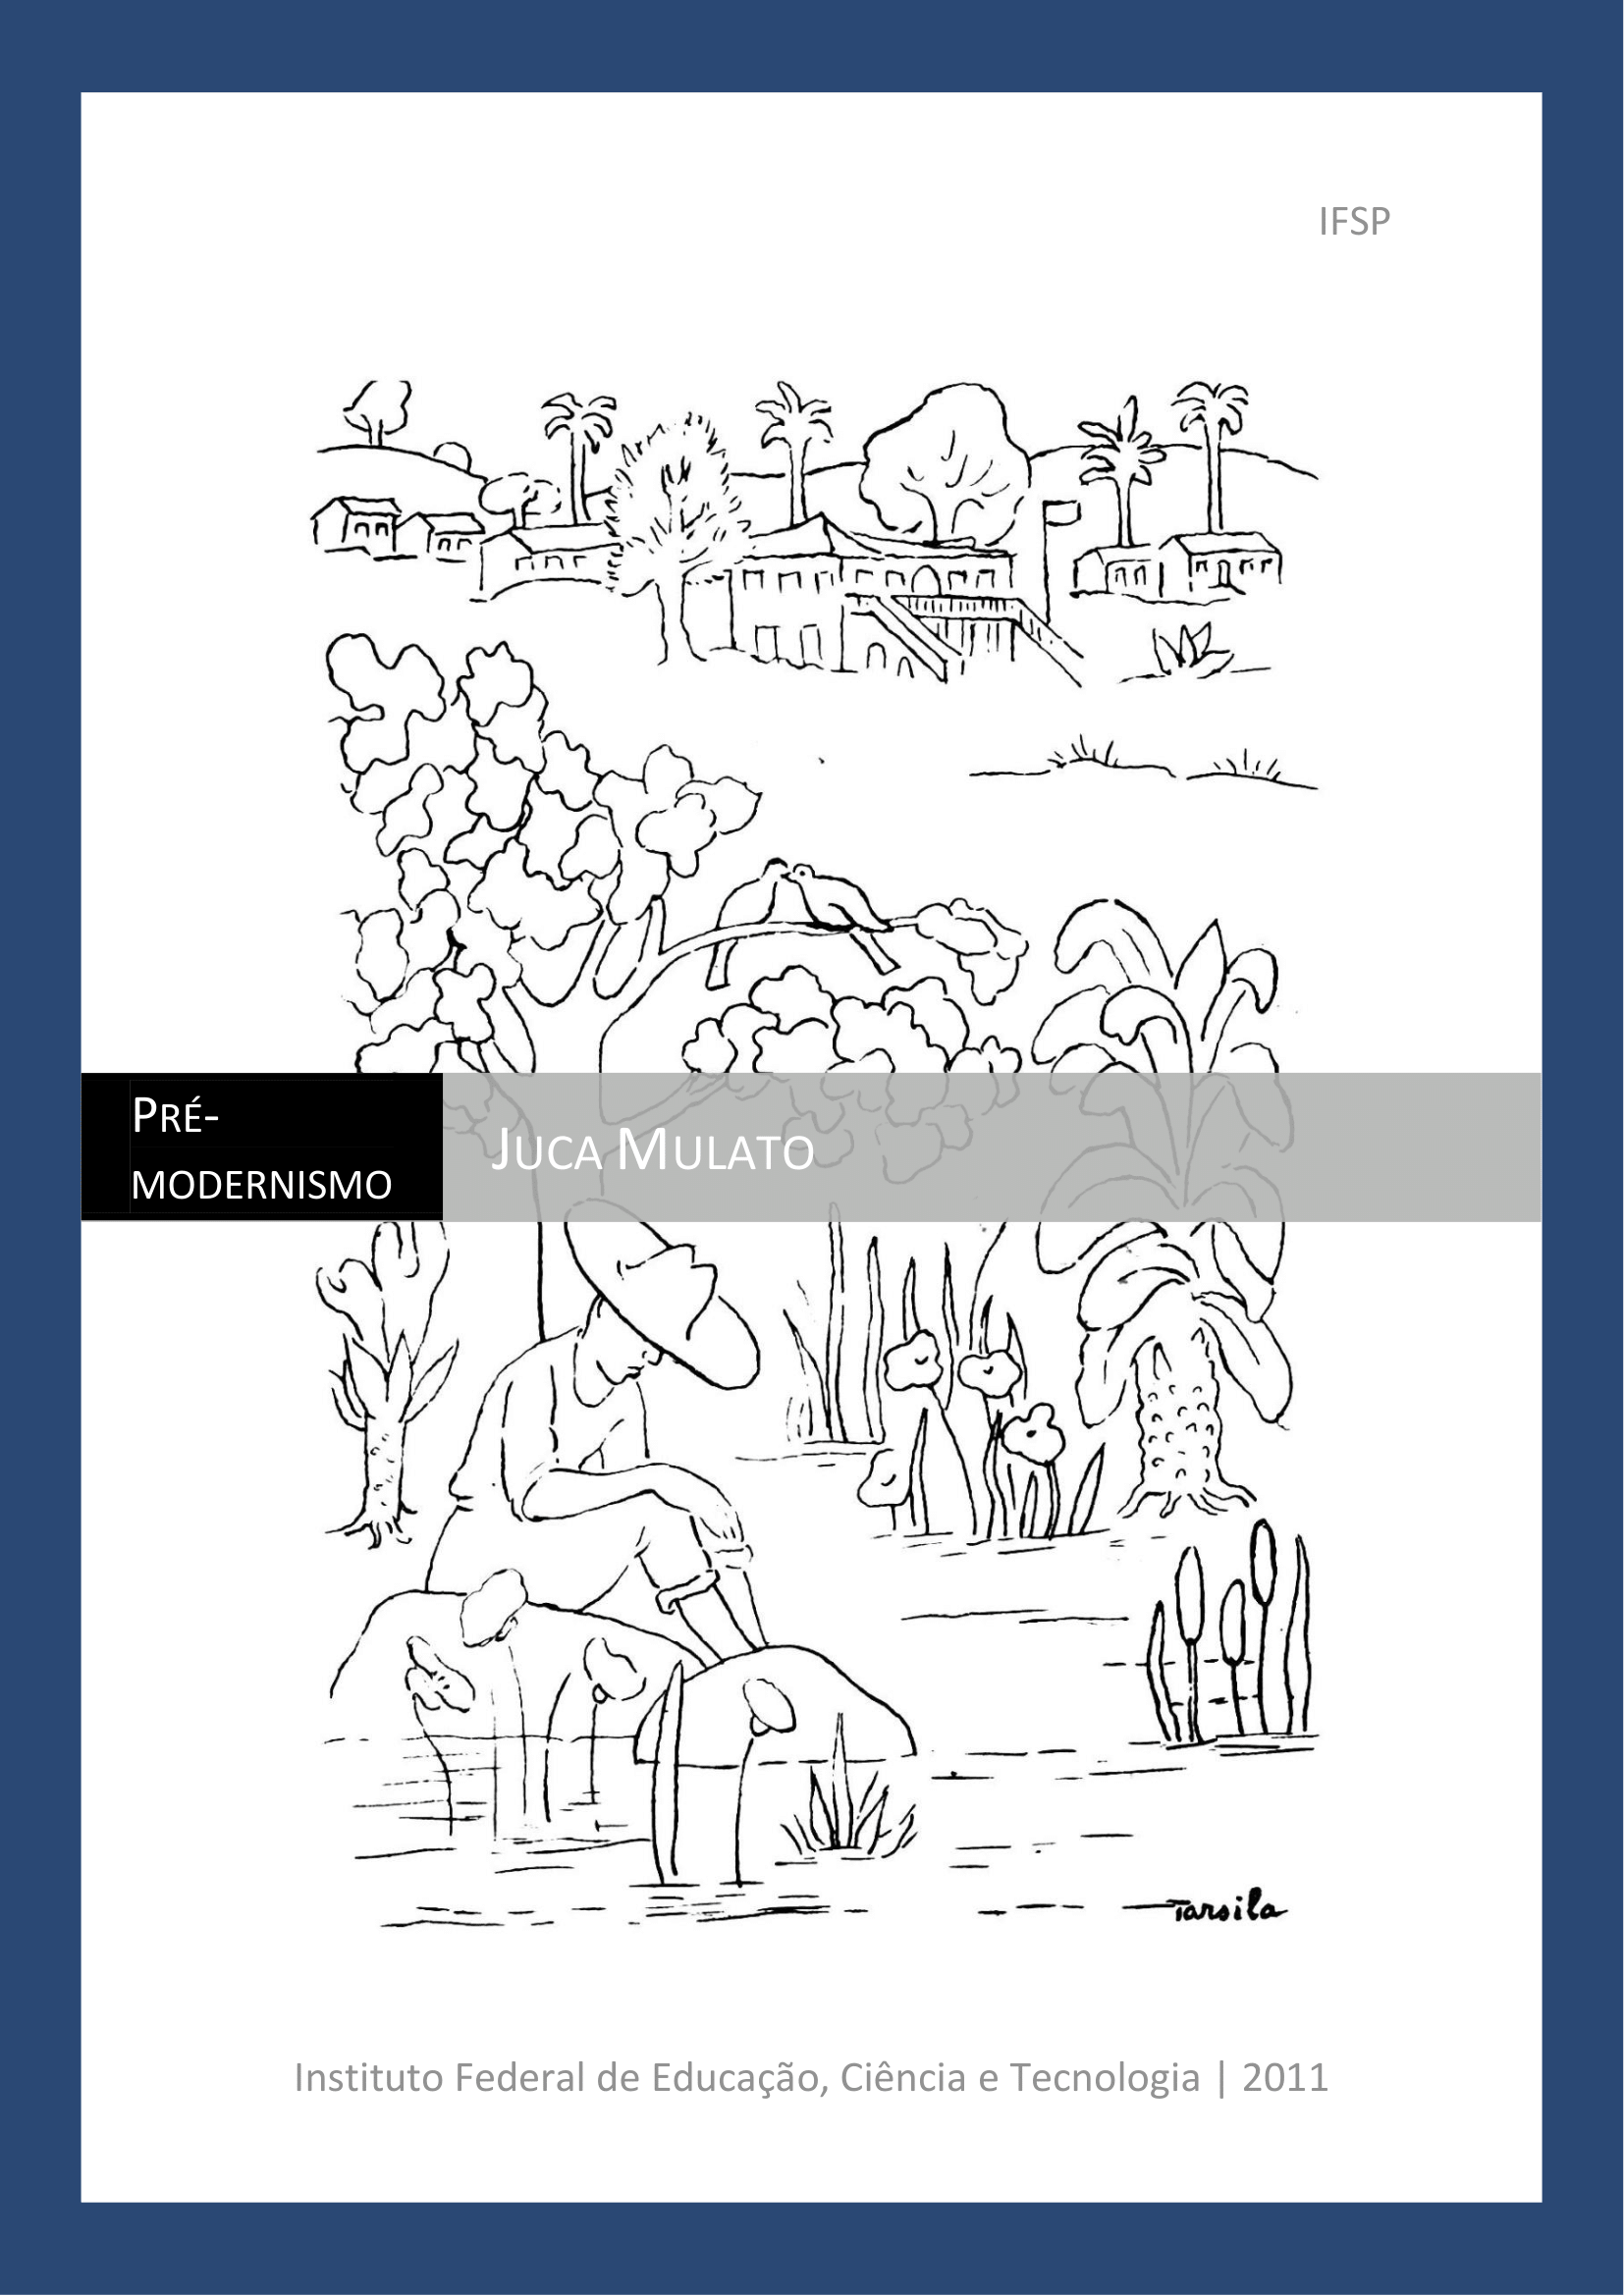 IFSP
PRÉ-
MODERNISMO
JUCA MULATO
Tarsila
Instituto Federal de Educação, Ciência e Tecnologia | 2011